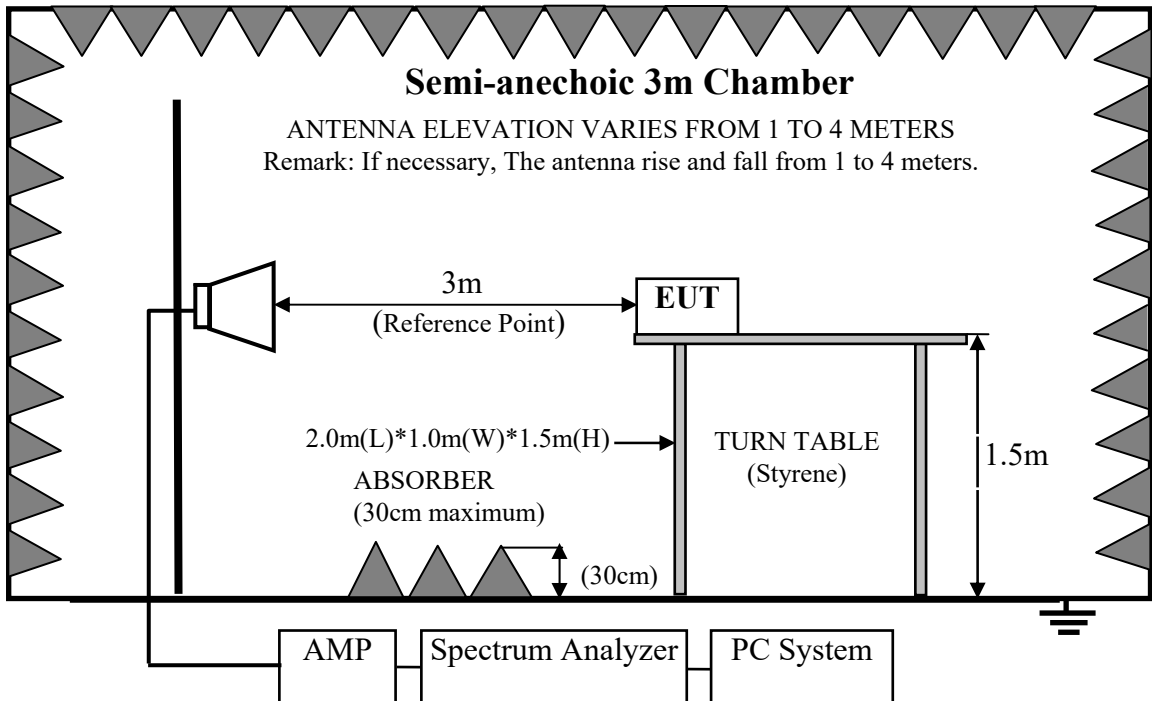 Semi-anechoic 3m Chamber
ANTENNA ELEVATION VARIES FROM 1 TO 4 METERS
Remark: If necessary, The antenna rise and fall from 1 to 4 meters.
3m
(Reference Point)
EUT
2.0m(L)*1.0m(W)*1.5m(H)
TURN TABLE
(Styrene)
1.5m
ABSORBER
(30cm maximum)
(30cm)
AMP
Spectrum Analyzer
PC System